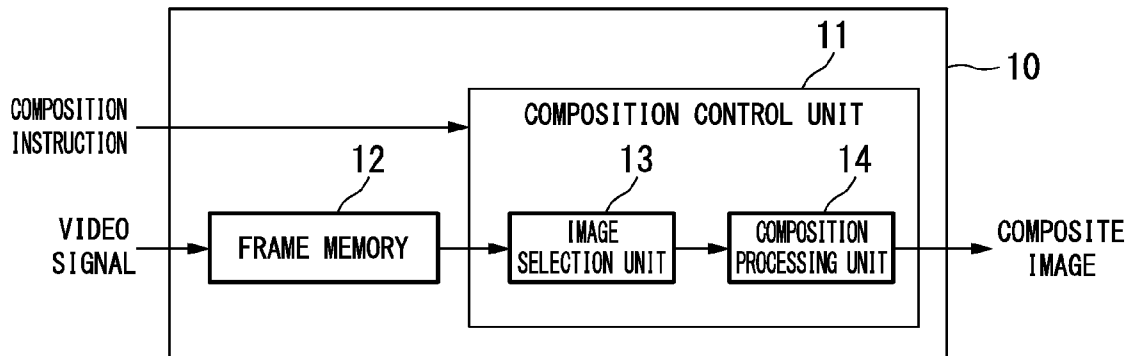 11
10
COMPOSITION
INSTRUCTION
COMPOSITION CONTROL UNIT
12
13
14
VIDEO
SIGNAL
FRAME MEMORY
IMAGE
SELECTION UNIT
COMPOSITION
PROCESSING UNIT
COMPOSITE
IMAGE